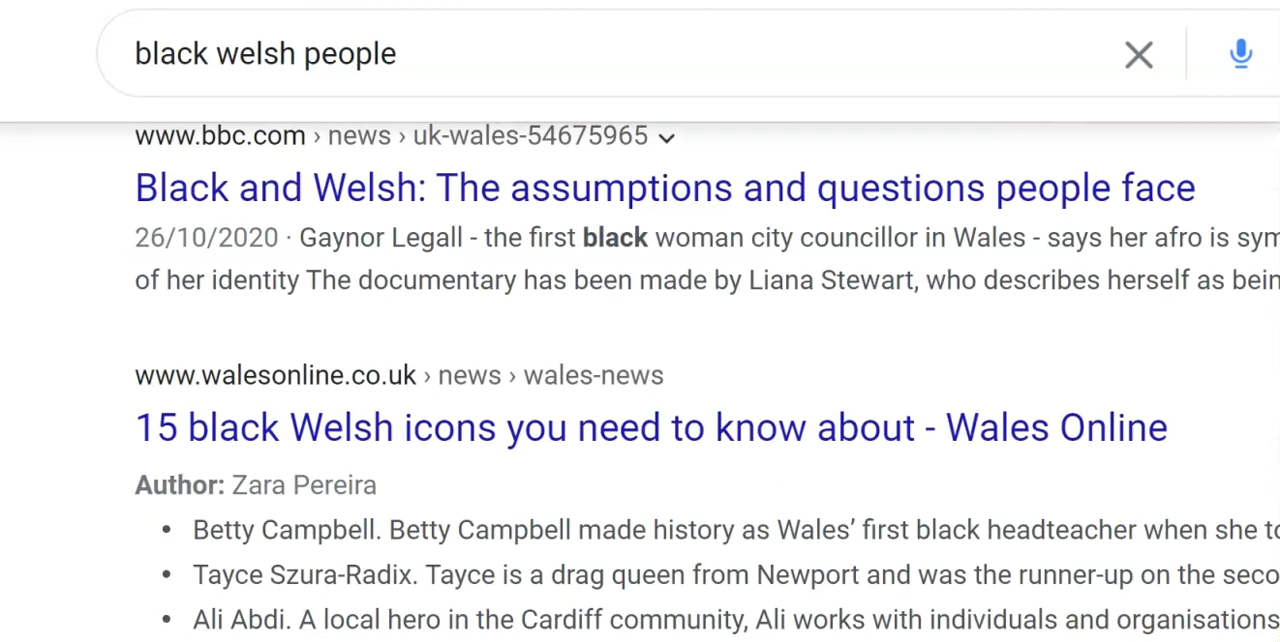 black welsh people
www.bbc.com › news › uk-wales-54675965
Black and Welsh: The assumptions and questions people face
26/10/2020 · Gaynor Legall - the first black woman city councillor in Wales - says her afro is
of her identity The documentary has been made by Liana Stewart, who describes herself as
www.walesonline.co.uk › news › wales-news
15 black Welsh icons you need to know about - Wales Online
Author: Zara Pereira
• Betty Campbell. Betty Campbell made history as Wales’ first black headteacher when she
• Tayce Szura-Radix. Tayce is a drag queen from Newport and was the runner-up on the
• Ali Abdi. A local hero in the Cardiff community, Ali works with individuals and organisations